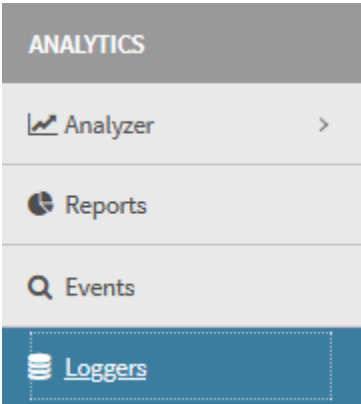 ANALYTICS
Analyzer
Reports
Events
Loggers